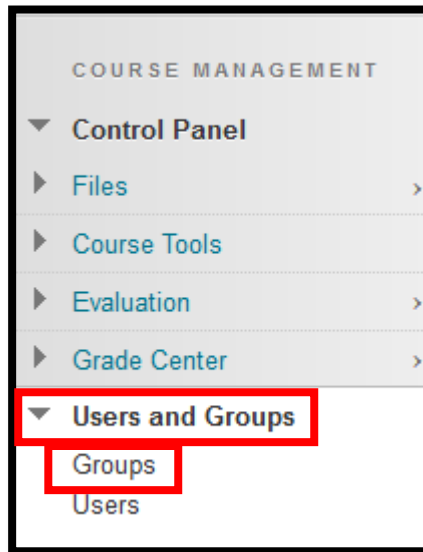 COURSE MANAGEMENT
Control Panel
Files
Course Tools
Evaluation
Grade Center
Users and Groups
Groups
Users